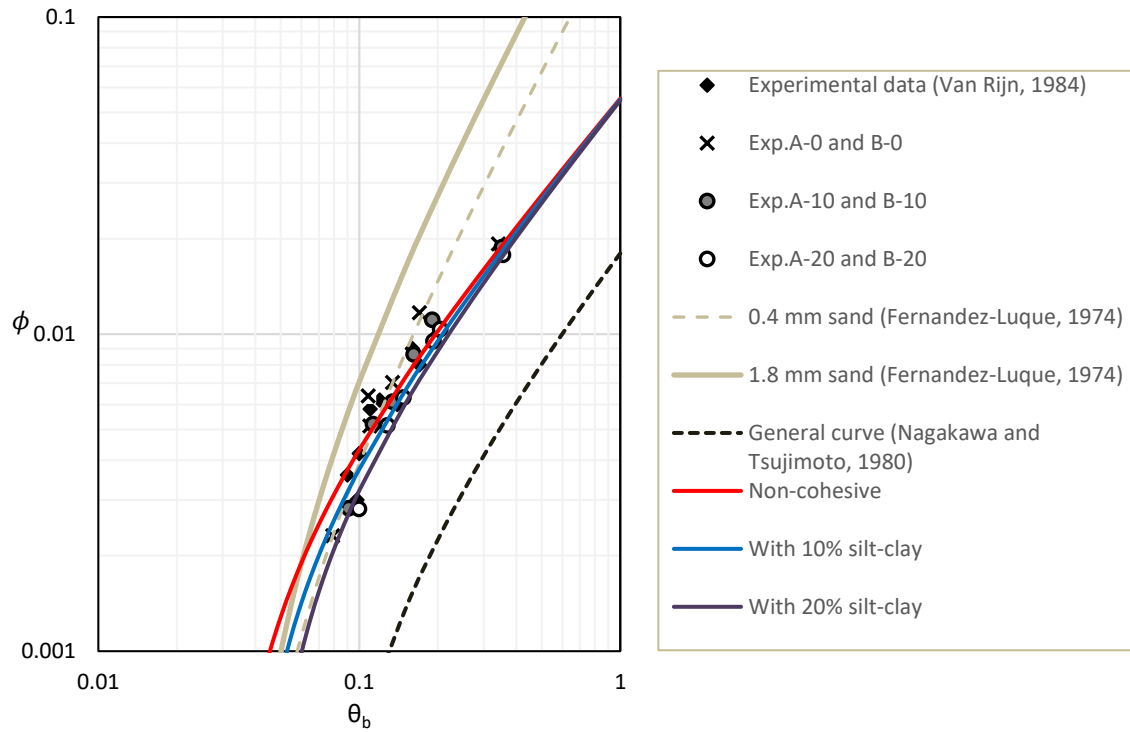 0.1
ϕ
0.01
0.001
0.01
0.1
1
θb
Experimental data (Van Rijn, 1984)
Exp.A-0 and B-0
Exp.A-10 and B-10
Exp.A-20 and B-20
0.4 mm sand (Fernandez-Luque, 1974)
1.8 mm sand (Fernandez-Luque, 1974)
General curve (Nagakawa and
Tsujimoto, 1980)
Non-cohesive
With 10% silt-clay
With 20% silt-clay